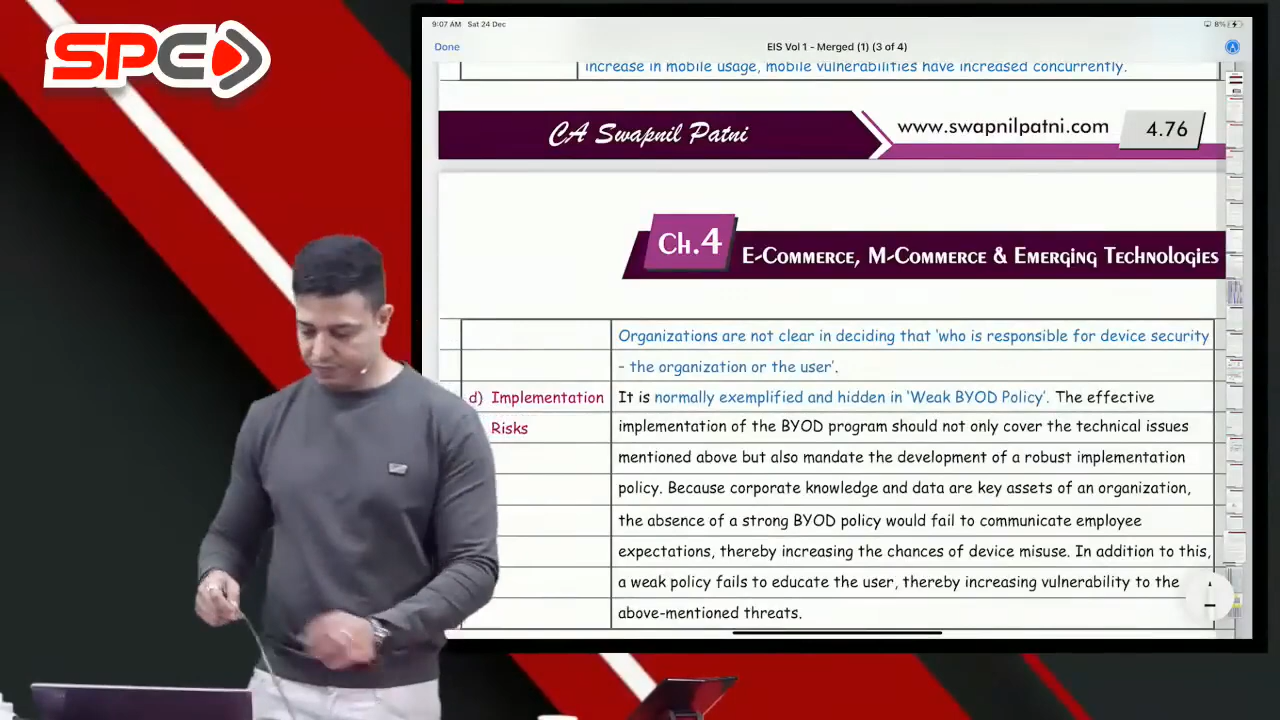 SPC
9:07 AM Sat 24 Dec
8%
Done
EIS Vol 1 - Merged (1) (3 of 4)
increase in mobile usage, mobile vulnerabilities have increased concurrently.
CA Swapnil Patni
www.swapnilpatni.com
4.76
Ch.4
E-Commerce, M-Commerce & Emerging Technologies
Organizations are not clear in deciding that 'who is responsible for device security
- the organization or the user'.
d) Implementation
Risks
It is normally exemplified and hidden in 'Weak BYOD Policy'. The effective
implementation of the BYOD program should not only cover the technical issues
mentioned above but also mandate the development of a robust implementation
policy. Because corporate knowledge and data are key assets of an organization,
the absence of a strong BYOD policy would fail to communicate employee
expectations, thereby increasing the chances of device misuse. In addition to this,
a weak policy fails to educate the user, thereby increasing vulnerability to the
above-mentioned threats.